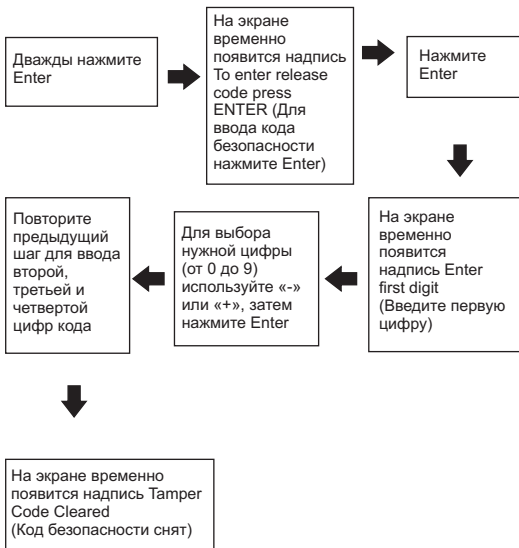 Дважды нажмите
Enter
На экране
временно
появится надпись
To enter release
code press
ENTER (Для
ввода кода
безопасности
нажмите Enter)
Нажмите
Enter
На экране
временно
появится
надпись Enter
first digit
(Введите первую
цифру)
Для выбора
нужной цифры
(от 0 до 9)
используйте «-»
или «+», затем
нажмите Enter
Повторите
предыдущий
шаг для ввода
второй,
третьей и
четвертой
цифр кода
На экране временно
появится надпись Tamper
Code Cleared
(Код безопасности снят)